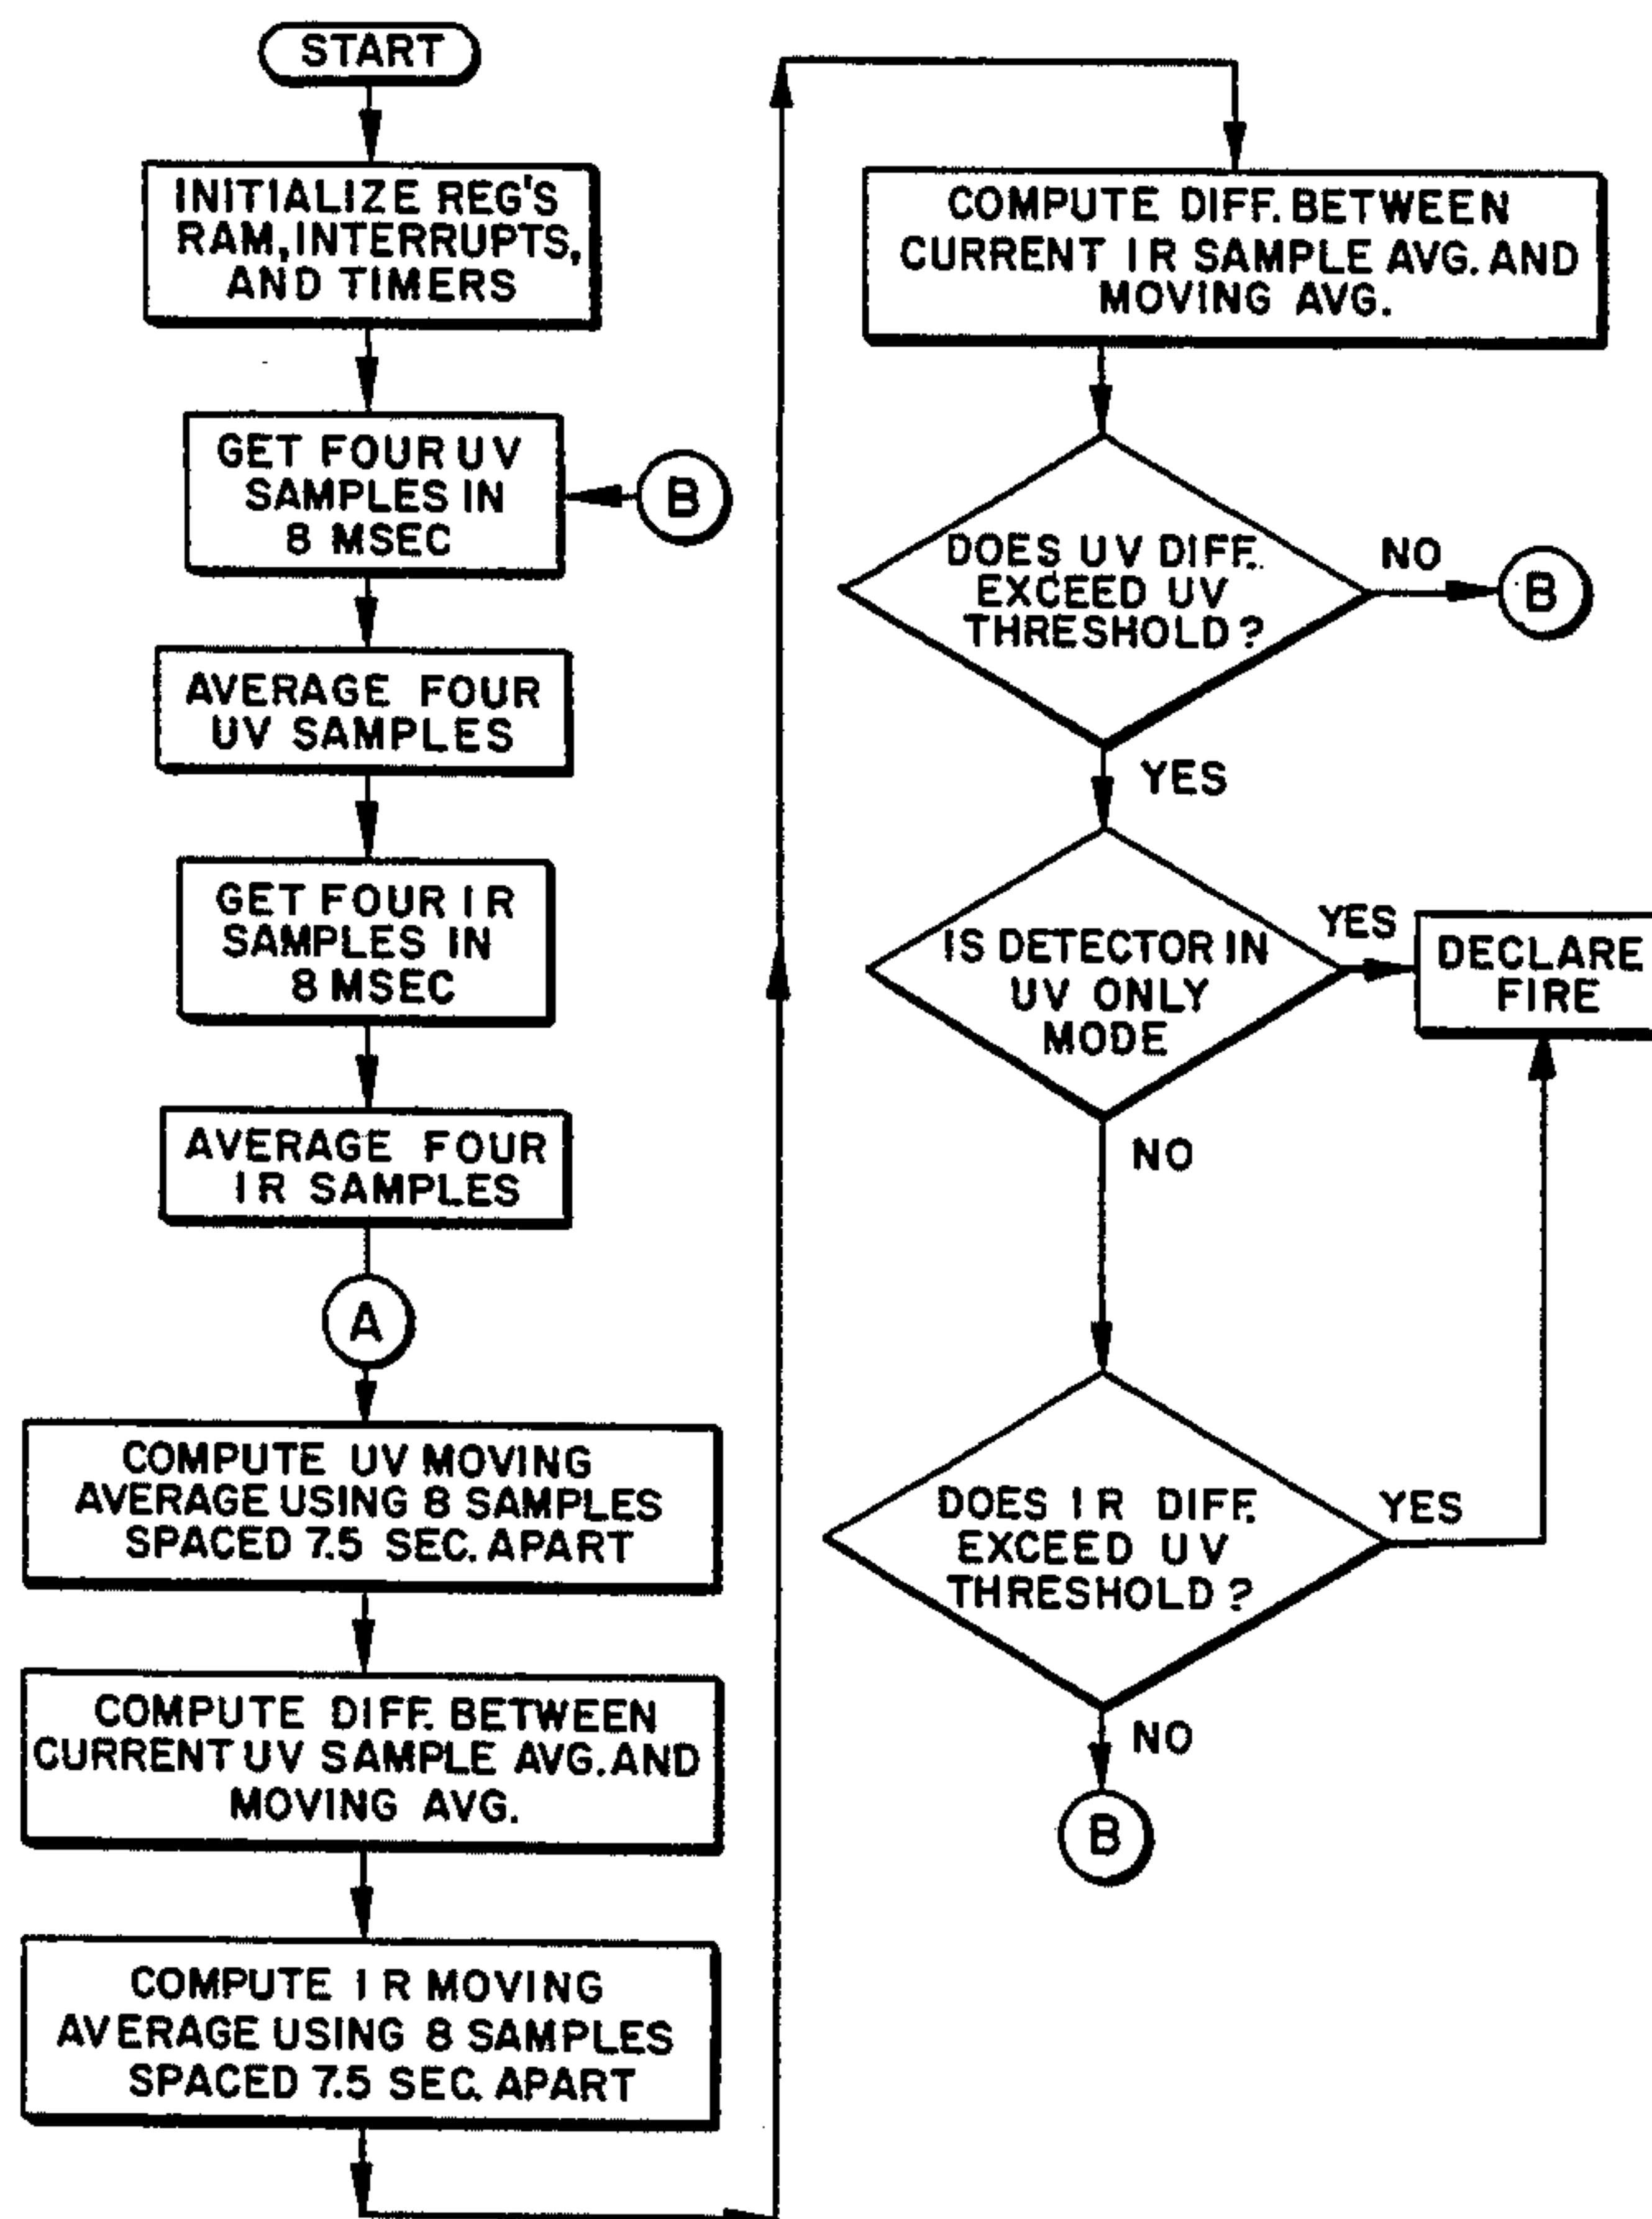 START
INITIALIZE REG'S
RAM, INTERRUPTS,
AND TIMERS
GET FOUR UV
SAMPLES IN
8 MSEC
B
AVERAGE FOUR
UV SAMPLES
GET FOUR IR
SAMPLES IN
8 MSEC
AVERAGE FOUR
IR SAMPLES
A
COMPUTE UV MOVING
AVERAGE USING 8 SAMPLES
SPACED 7.5 SEC. APART
COMPUTE DIFF. BETWEEN
CURRENT UV SAMPLE AVG. AND
MOVING AVG.
COMPUTE IR MOVING
AVERAGE USING 8 SAMPLES
SPACED 7.5 SEC. APART
COMPUTE DIFF. BETWEEN
CURRENT IR SAMPLE AVG. AND
MOVING AVG.
DOES UV DIFF.
EXCEED UV
THRESHOLD?
NO
B
YES
IS DETECTOR IN
UV ONLY
MODE
YES
DECLARE
FIRE
NO
DOES IR DIFF.
EXCEED UV
THRESHOLD?
YES
NO
B